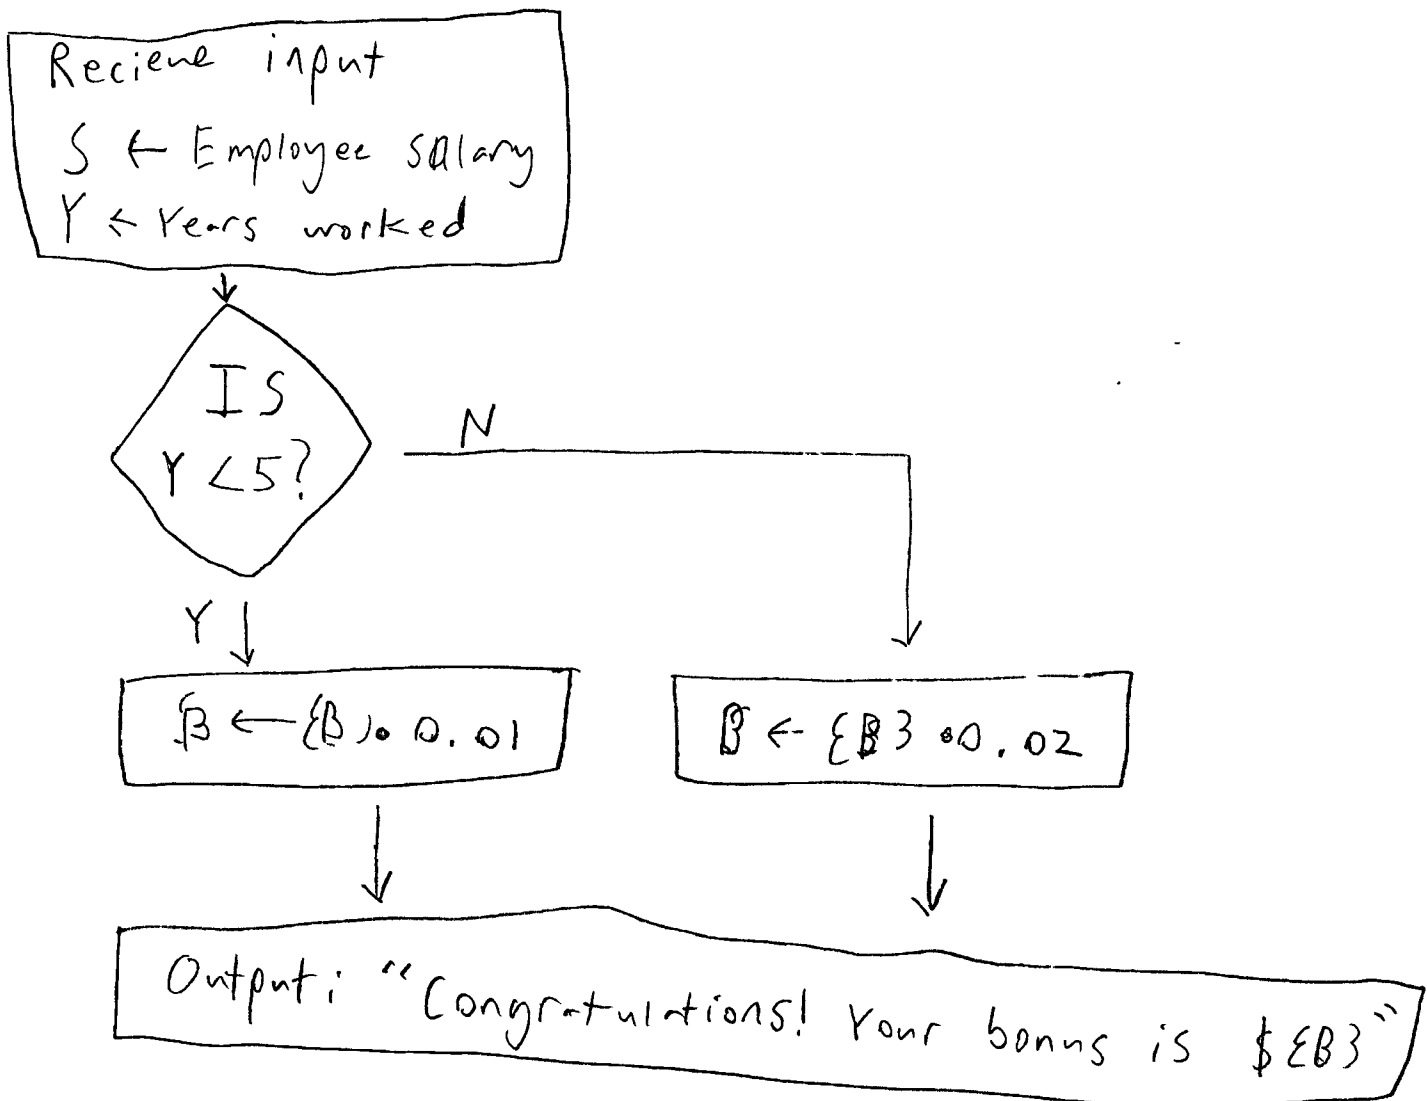 Recieve input
S ← Employee salary
Y ← Years worked
IS
Y <5?
N
Y
B ← {B} • 0.01
B ← {B} • 0.02
Output: "Congratulations! Your bonus is ${B}"